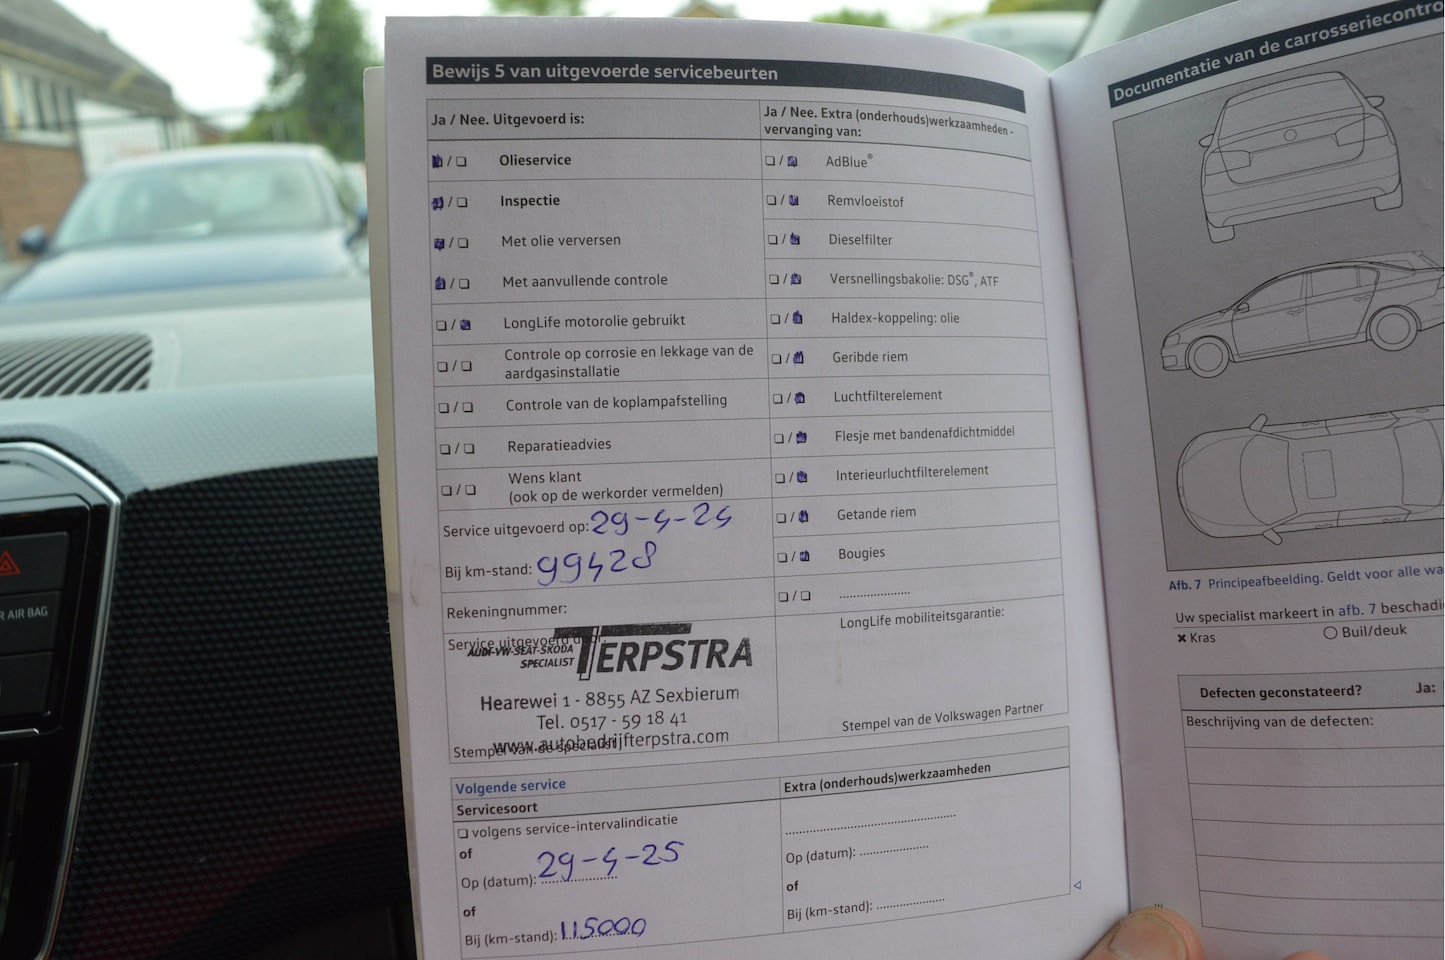 Bewijs 5 van uitgevoerde servicebeurten
Ja / Nee. Uitgevoerd is:
/ Olieservice
/ Inspectie
/ Met olie verversen
/ Met aanvullende controle
/ LongLife motorolie gebruikt
/ Controle op corrosie en lekkage van de
aardgasinstallatie
/ Controle van de koplampafstelling
/ Reparatieadvies
/ Wens klant
(ook op de werkorder vermelden)
Service uitgevoerd op: 29-4-24
Bij km-stand: 99428
Rekeningnummer:
Service uitgevoerd door:
AUDI-VW-SEAT-SKODA
SPECIALIST
TERPSTRA
Hearewei 1 - 8855 AZ Sexbierum
Tel. 0517 - 59 18 41
www.autobedrijfterpstra.com
Stempel van de specialist
Ja / Nee. Extra (onderhouds)werkzaamheden -
vervanging van:
/ AdBlue®
/ Remvloeistof
/ Dieselfilter
/ Versnellingsbakolie: DSG®, ATF
/ Haldex-koppeling: olie
/ Geribde riem
/ Luchtfilterelement
/ Flesje met bandenafdichtmiddel
/ Interieurluchtfilterelement
/ Getande riem
/ Bougies
/ .....................
LongLife mobiliteitsgarantie:
Stempel van de Volkswagen Partner
Volgende service
Servicesoort
volgens service-intervalindicatie
of
Op (datum): 29-4-25
of
Bij (km-stand): 115000
Extra (onderhouds)werkzaamheden
Op (datum): ....................
of
Bij (km-stand): ....................
Documentatie van de carrosseriecontro
Afb. 7 Principeafbeelding. Geldt voor alle wa
Uw specialist markeert in afb. 7 beschadi
Kras Buil/deuk
Defecten geconstateerd? Ja:
Beschrijving van de defecten:
AIR BAG